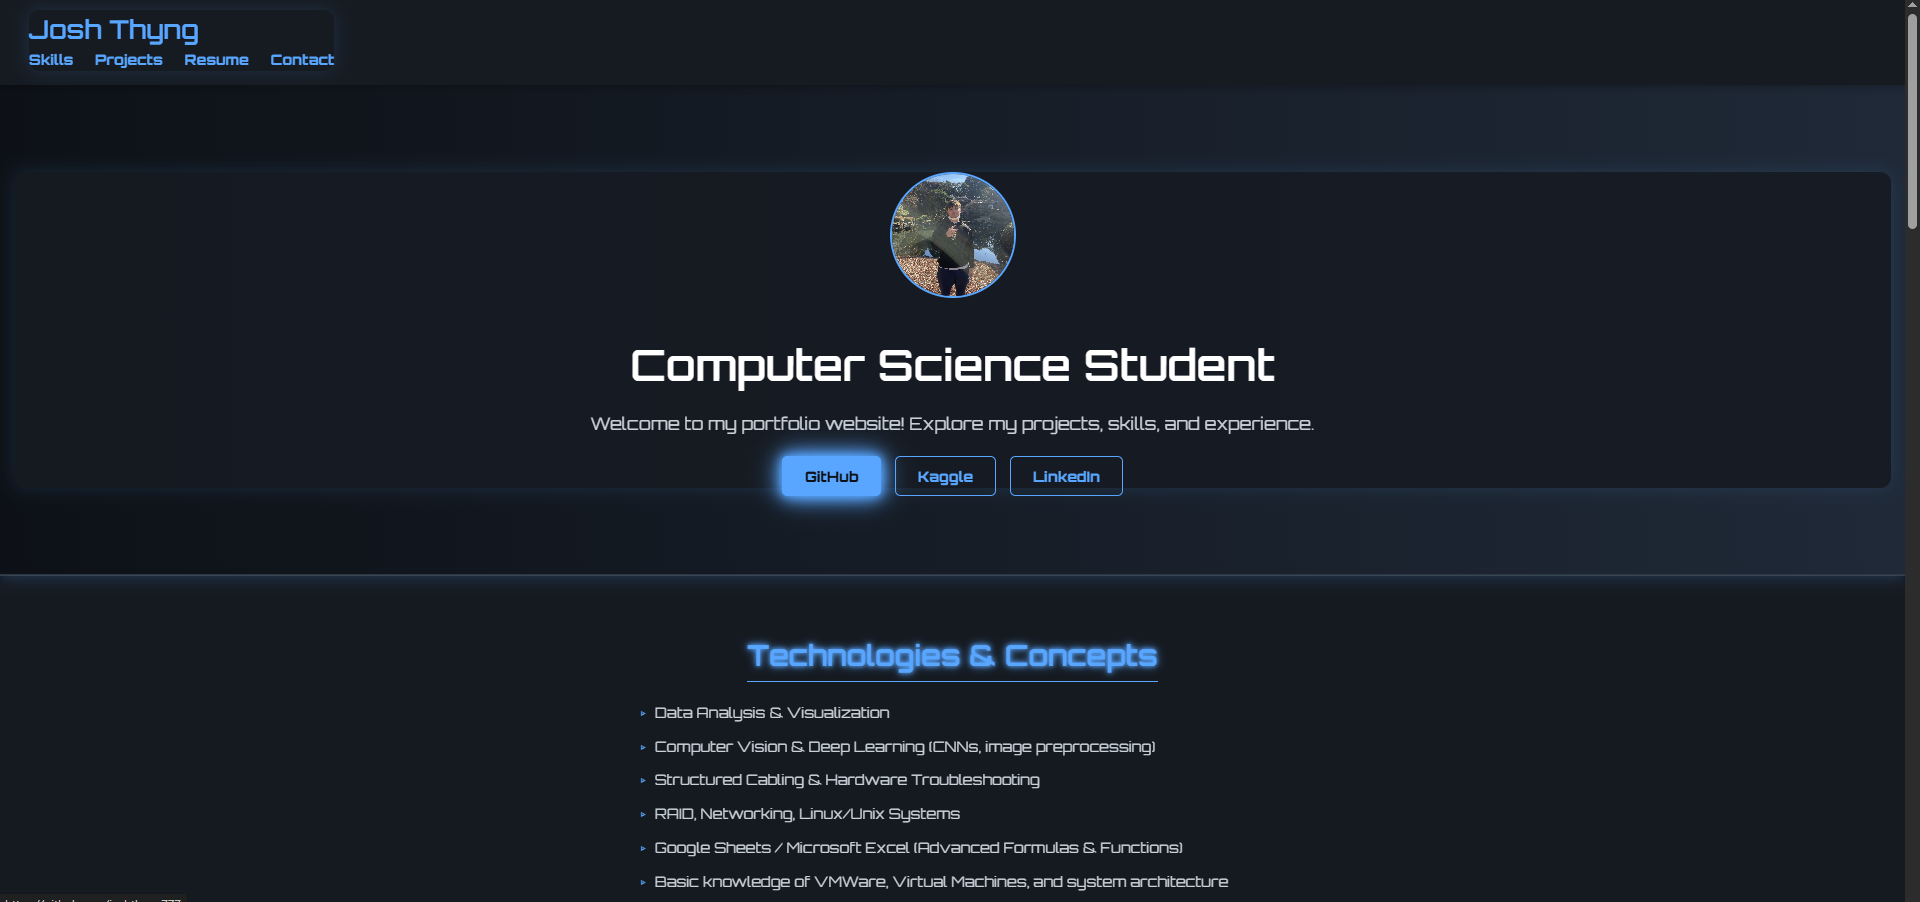 Josh Thyng
Skills Projects Resume Contact
Computer Science Student
Welcome to my portfolio website! Explore my projects, skills, and experience.
GitHub Kaggle LinkedIn
Technologies & Concepts
Data Analysis & Visualization
Computer Vision & Deep Learning (CNNs, image preprocessing)
Structured Cabling & Hardware Troubleshooting
RAID, Networking, Linux/Unix Systems
Google Sheets / Microsoft Excel (Advanced Formulas & Functions)
Basic knowledge of VMWare, Virtual Machines, and system architecture